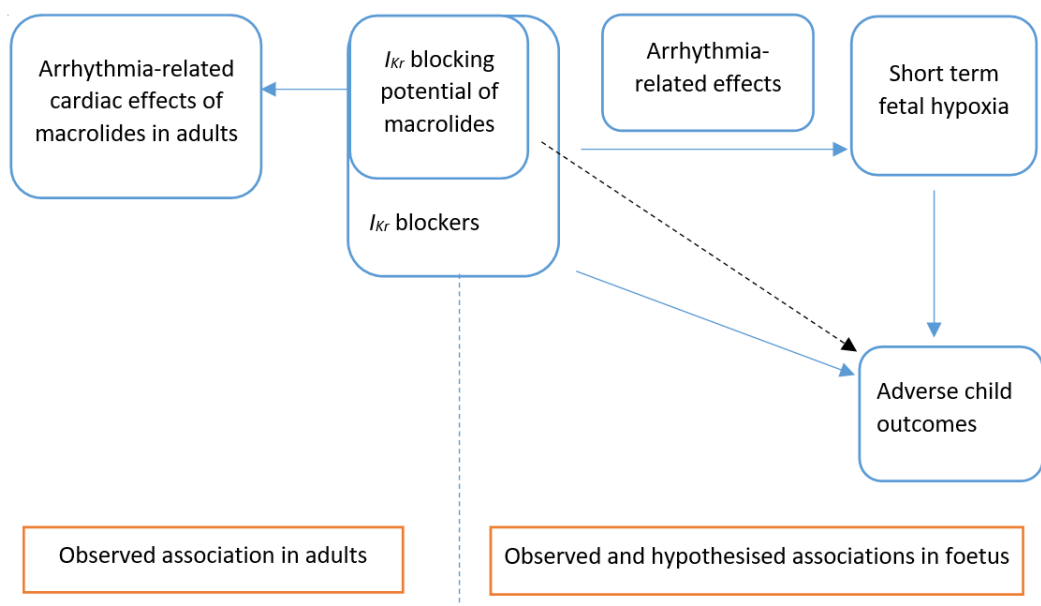 Arrhythmia-related
cardiac effects of
macrolides in adults
IKr blocking
potential of
macrolides
IKr blockers
Arrhythmia-
related effects
Short term
fetal hypoxia
Adverse child
outcomes
Observed association in adults
Observed and hypothesised associations in foetus